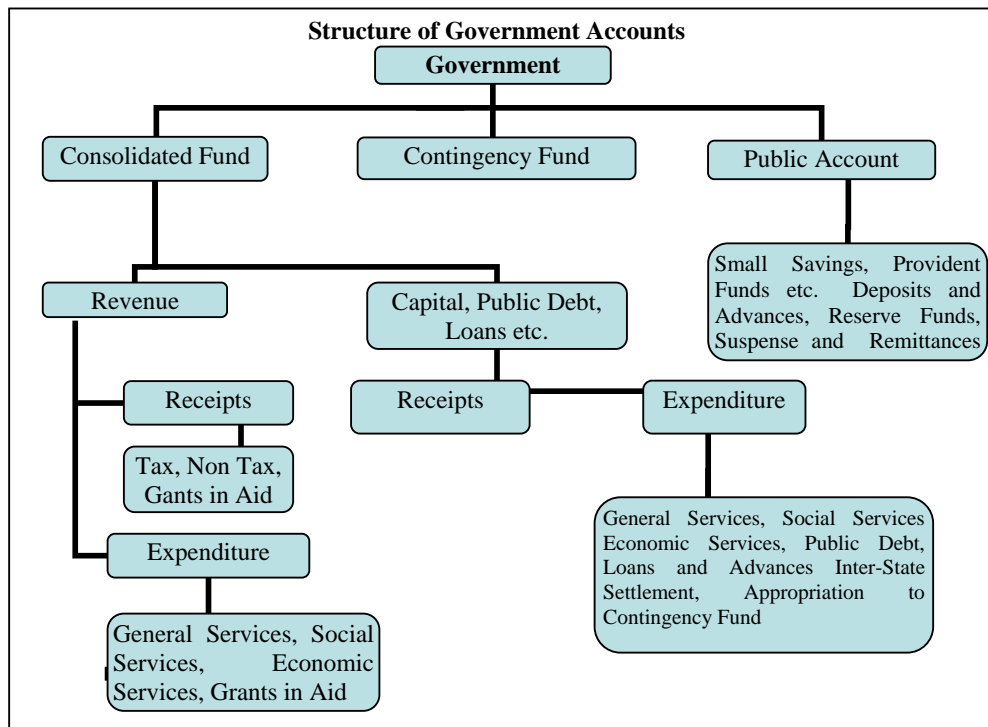 Structure of Government Accounts
Government
Consolidated Fund
Contingency Fund
Public Account
Small Savings, Provident
Funds etc. Deposits and
Advances, Reserve Funds,
Suspense and Remittances
Revenue
Capital, Public Debt,
Loans etc.
Receipts
Receipts
Expenditure
Tax, Non Tax,
Gants in Aid
General Services, Social Services
Economic Services, Public Debt,
Loans and Advances Inter-State
Settlement, Appropriation to
Contingency Fund
Expenditure
General Services, Social
Services, Economic
Services, Grants in Aid